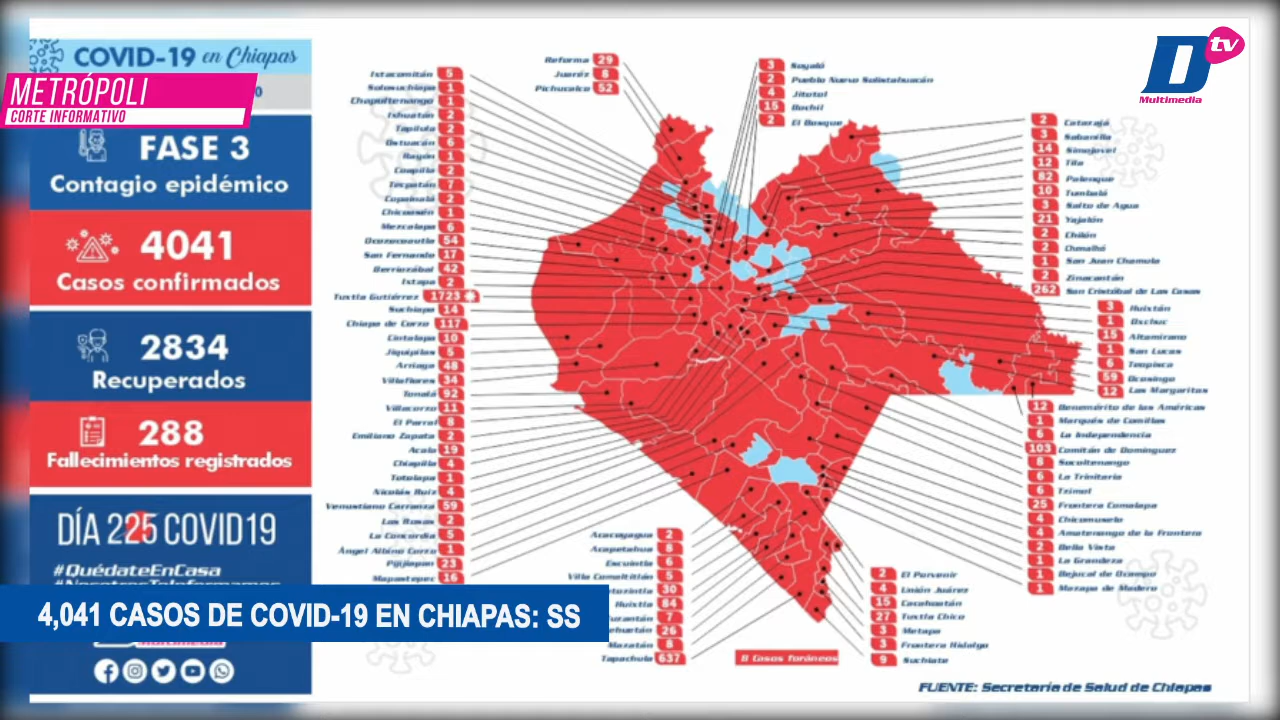 COVID-19 en Chiapas
METRÓPOLI
CORTE INFORMATIVO
FASE 3
Contagio epidémico
4041
Casos confirmados
2834
Recuperados
288
Fallecimientos registrados
DÍA 225 COVID19
#QuédateEnCasa
4,041 CASOS DE COVID-19 EN CHIAPAS: SS
Ixtacomitán 5
Solosuchiapa 1
Chapultenango 1
Ixhuatán 2
Tapilula 2
Ostuacán 6
Rayón 1
Coapilla 2
Tecpatán 7
Copainalá 2
Chicoasén 1
Mezcalapa 6
Ocozocoautla 54
San Fernando 17
Berriozábal 42
Ixtapa 2
Tuxtla Gutiérrez 1723
Suchiapa 14
Chiapa de Corzo 117
Cintalapa 10
Jiquipilas 5
Arriaga 48
Villaflores 34
Tonalá 92
Villacorzo 11
El Parral
Emiliano Zapata 2
Acala 19
Chiapilla 4
Totolapa 1
Nicolás Ruiz 4
Venustiano Carranza 59
Las Rosas 2
La Concordia 5
Ángel Albino Corzo 1
Pijijiapan 23
Mapastepec 16
Reforma 29
Juaréz 8
Pichucalco 52
3 Soyaló
2 Pueblo Nuevo Solistahuacán
4 Jitotol
15 Bochil
2 El Bosque
2 Catazajá
3 Sabanilla
14 Simojovel
12 Tila
82 Palenque
10 Tumbalá
3 Salto de Agua
21 Yajalón
2 Chilón
2 Chenalhó
1 San Juan Chamula
2 Zinacantán
262 San Cristóbal de Las Casas
3 Huixtán
1 Oxchuc
15 Altamirano
1 San Lucas
6 Teopisca
59 Ocosingo
12 Las Margaritas
12 Benemérito de las Américas
1 Marqués de Comillas
6 La Independencia
103 Comitán de Domínguez
8 Socoltenango
6 La Trinitaria
6 Tzimol
25 Frontera Comalapa
4 Chicomuselo
4 Amatenango de la Frontera
2 Bella Vista
1 La Grandeza
1 Bejucal de Ocampo
1 Mazapa de Madero
Acacoyagua 2
Acapetahua
Escuintla
Villa Comaltitlán 5
30
Huixtla 84
7
26
Mazatán 8
Tapachula 637
8 Casos foráneos
2 El Porvenir
4 Unión Juárez
15 Cacahoatán
27 Tuxtla Chico
3 Metapa
3 Frontera Hidalgo
9 Suchiate
FUENTE: Secretaría de Salud de Chiapas
D tv
Multimedia